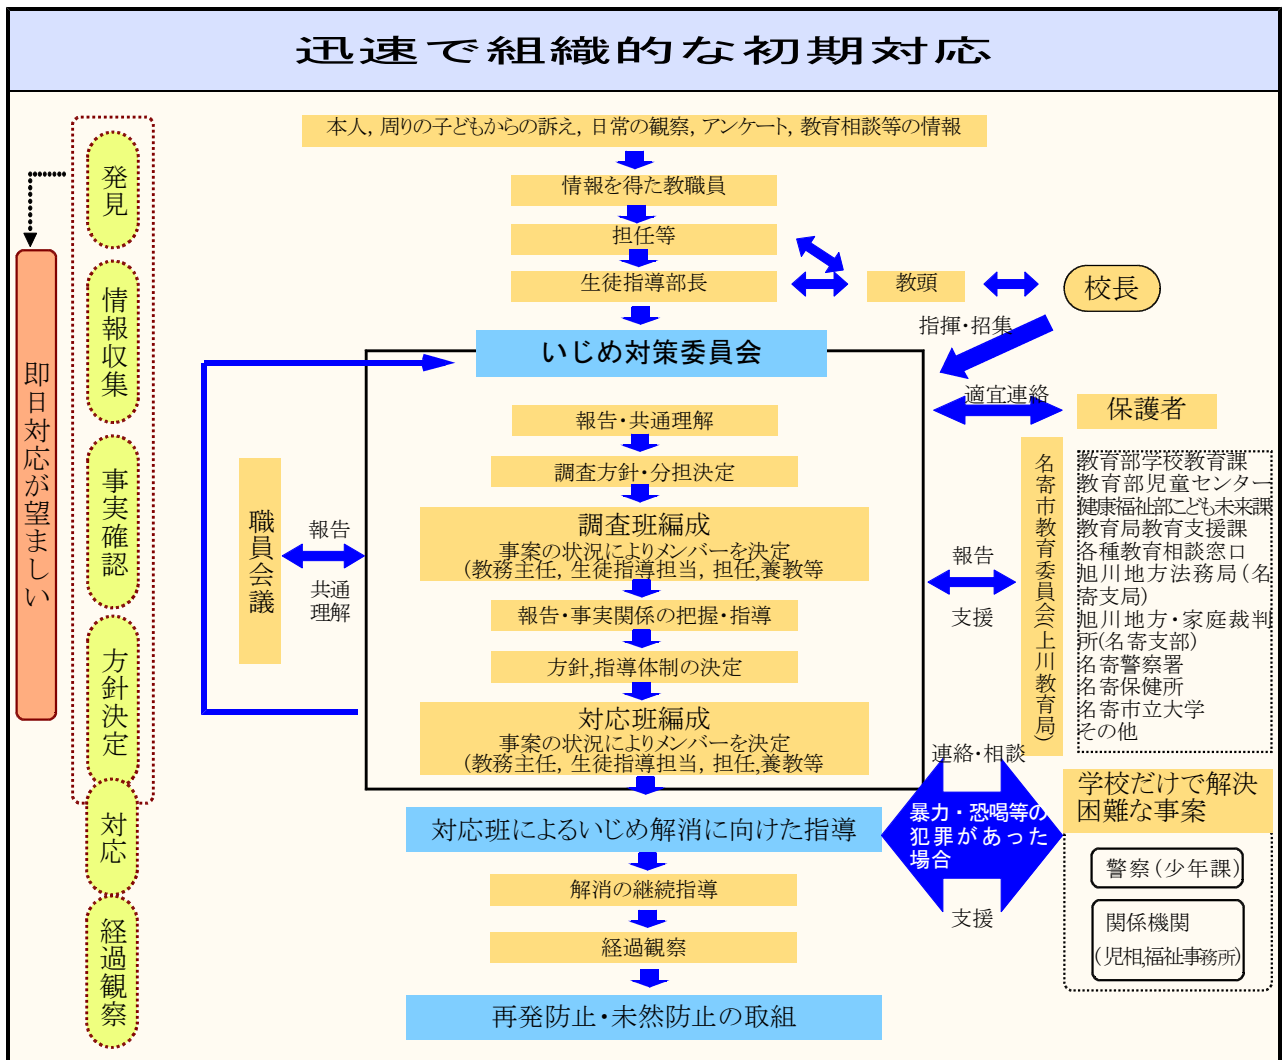 迅速で組織的な初期対応
本人，周りの子どもからの訴え，日常の観察，アンケート，教育相談等の情報
情報を得た教職員
担任等
生徒指導部長
教頭
校長
指揮・招集
いじめ対策委員会
適宜連絡
保護者
報告・共通理解
調査方針・分担決定
調査班編成
事案の状況によりメンバーを決定
(教務主任，生徒指導担当，担任,養教等
報告・事実関係の把握・指導
方針,指導体制の決定
対応班編成
事案の状況によりメンバーを決定
(教務主任，生徒指導担当，担任,養教等
対応班によるいじめ解消に向けた指導
解消の継続指導
経過観察
再発防止・未然防止の取組
発見
情報収集
事実確認
方針決定
対応
経過観察
即日対応が望ましい
職員会議
報告
共通
理解
報告
支援
名寄市教育委員会(上川教育局)
教育部学校教育課
教育部児童センター
健康福祉部こども未来課
教育局教育支援課
各種教育相談窓口
旭川地方法務局(名
寄支局)
旭川地方・家庭裁判
所(名寄支部)
名寄警察署
名寄保健所
名寄市立大学
その他
連絡・相談
暴力・恐喝等の
犯罪があった
場合
支援
学校だけで解決
困難な事案
警察(少年課)
関係機関
(児相,福祉事務所)